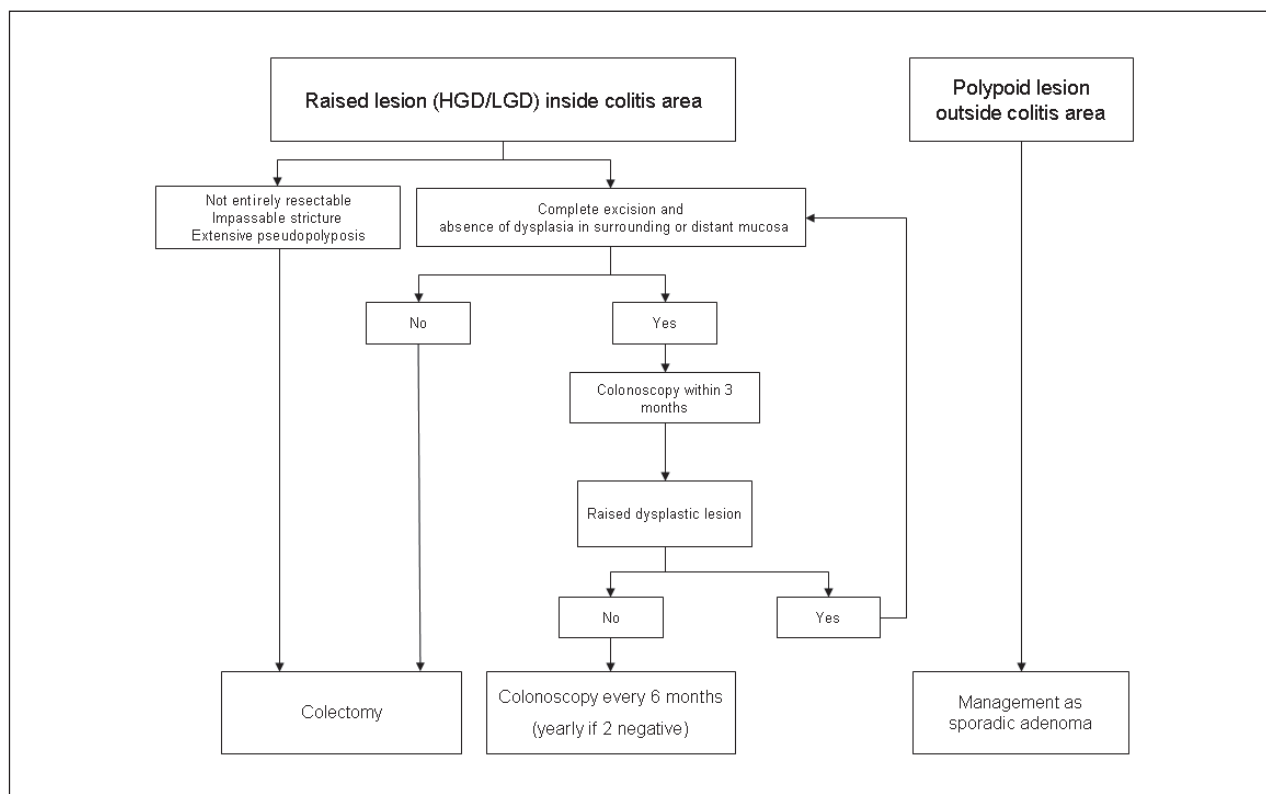 Raised lesion (HGD/LGD) inside colitis area
Polypoid lesion
outside colitis area
Not entirely resectable
Impassable stricture
Extensive pseudopolyposis
Complete excision and
absence of dysplasia in surrounding or distant mucosa
No
Yes
Colonoscopy within 3
months
Raised dysplastic lesion
No
Yes
Colectomy
Colonoscopy every 6 months
(yearly if 2 negative)
Management as
sporadic adenoma